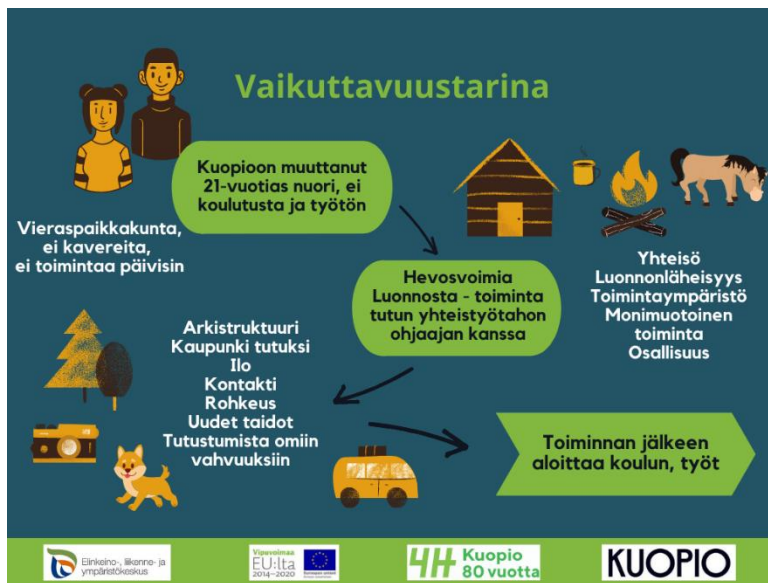 Vaikuttavuustarina
Kuopioon muuttanut
21-vuotias nuori, ei
koulutusta ja työtön
Vieraspaikkakunta,
ei kavereita,
ei toimintaa päivisin
Hevosvoimia
Luonnosta - toiminta
tutun yhteistyötahon
ohjaajan kanssa
Yhteisö
Luonnonläheisyys
Toimintaympäristö
Monimuotoinen
toiminta
Osallisuus
Arkistruktuuri
Kaupunki tutuksi
Ilo
Kontakti
Rohkeus
Uudet taidot
Tutustumista omiin
vahvuuksiin
Toiminnan jälkeen
aloittaa koulun, työt
Elinkeino-, liikenne- ja
ympäristökeskus
Vipuvoimaa
EU:lta
2014–2020
4H Kuopio
80 vuotta
KUOPIO